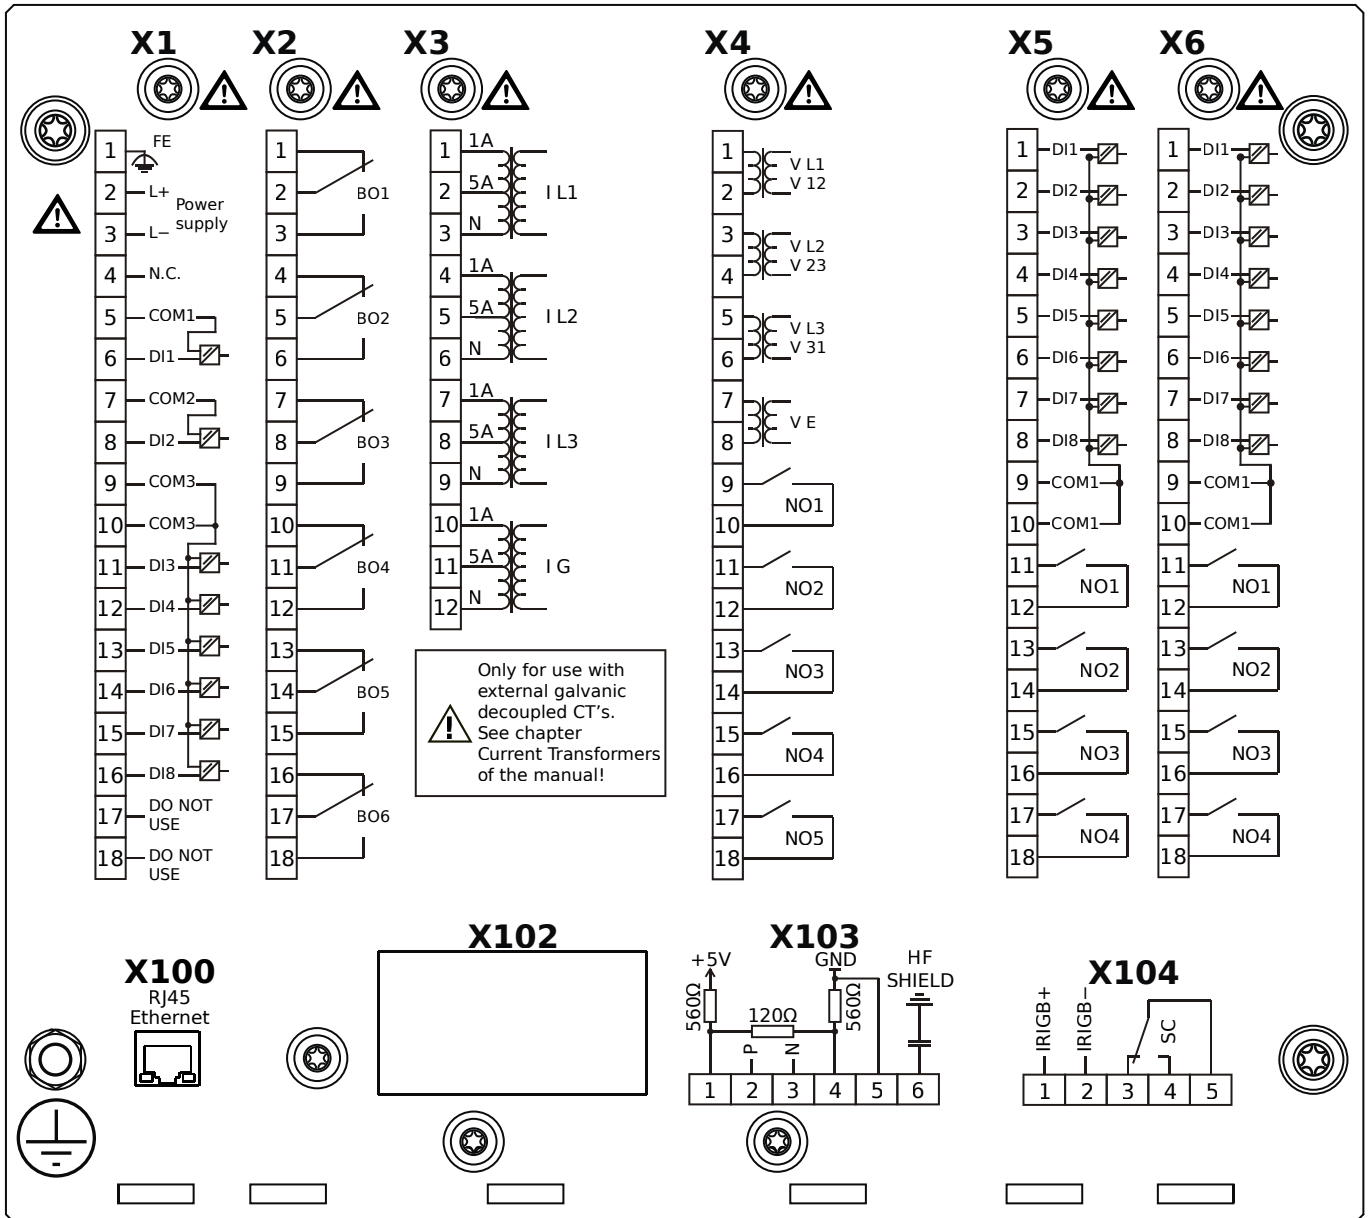 X1 X2 X3 X4 X5 X6
1 FE
2 L+
Power
supply
3 L−
4 N.C.
5 COM1
6 DI1
7 COM2
8 DI2
9 COM3
10 COM3
11 DI3
12 DI4
13 DI5
14 DI6
15 DI7
16 DI8
17 DO NOT
USE
18 DO NOT
USE
1
2 BO1
3
4
5 BO2
6
7
8 BO3
9
10
11 BO4
12
13
14 BO5
15
16
17 BO6
18
1 1A
2 5A I L1
3 N
4 1A
5 5A I L2
6 N
7 1A
8 5A I L3
9 N
10 1A
11 5A I G
12 N
Only for use with
external galvanic
decoupled CT's.
See chapter
Current Transformers
of the manual!
1 V L1
2 V 12
3 V L2
4 V 23
5 V L3
6 V 31
7
V E
8
9
NO1
10
11
NO2
12
13
NO3
14
15
NO4
16
17
NO5
18
1 DI1
2 DI2
3 DI3
4 DI4
5 DI5
6 DI6
7 DI7
8 DI8
9 COM1
10 COM1
11
NO1
12
13
NO2
14
15
NO3
16
17
NO4
18
1 DI1
2 DI2
3 DI3
4 DI4
5 DI5
6 DI6
7 DI7
8 DI8
9 COM1
10 COM1
11
NO1
12
13
NO2
14
15
NO3
16
17
NO4
18
X100
RJ45
Ethernet
X102
X103
+5V GND HF
SHIELD
560Ω 120Ω 560Ω
P N
1 2 3 4 5 6
X104
IRIGB+ IRIGB− SC
1 2 3 4 5